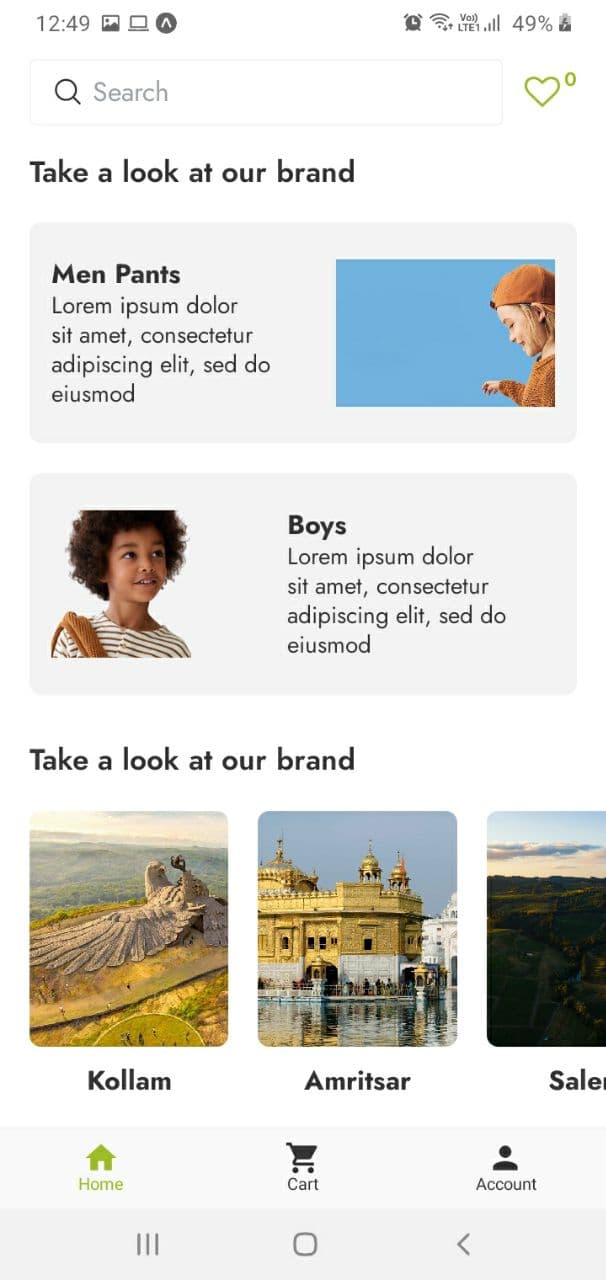 12:49
Vo)) LTE1 49%
Search
0
Take a look at our brand
Men Pants
Lorem ipsum dolor
sit amet, consectetur
adipiscing elit, sed do
eiusmod
Boys
Lorem ipsum dolor
sit amet, consectetur
adipiscing elit, sed do
eiusmod
Take a look at our brand
Kollam
Amritsar
Home
Cart
Account